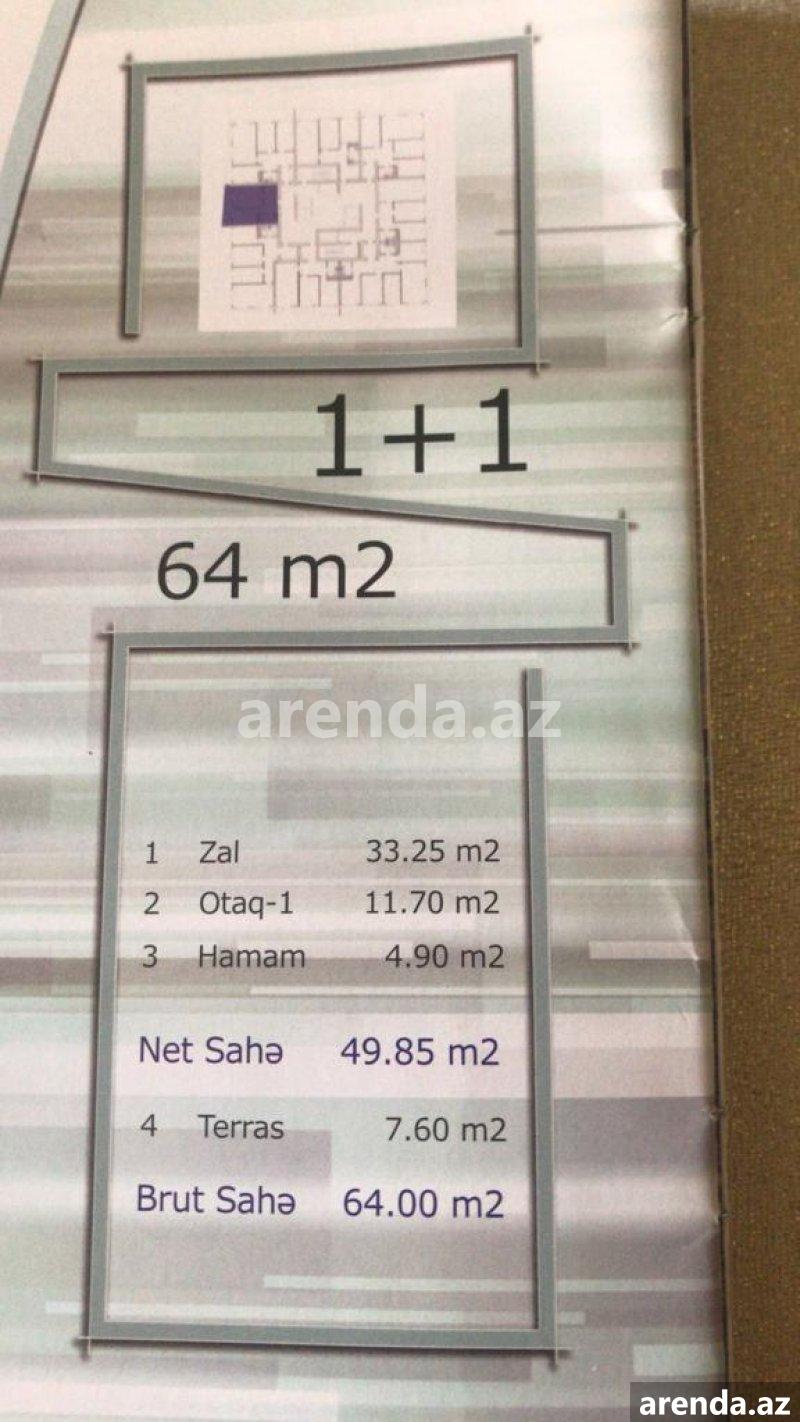 1+1
64 m2
arenda.az
1 Zal 33.25 m2
2 Otaq-1 11.70 m2
3 Hamam 4.90 m2
Net Sahə 49.85 m2
4 Terras 7.60 m2
Brut Sahə 64.00 m2
arenda.az